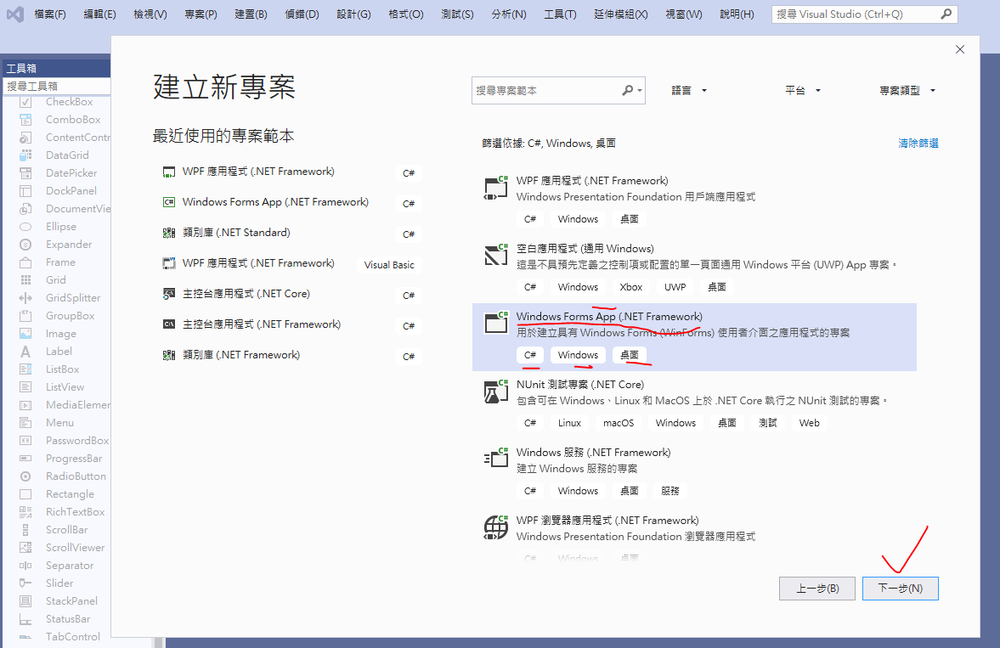 檔案(F) 編輯(E) 檢視(V) 專案(P) 建置(B) 偵錯(D) 設計(G) 格式(O) 測試(S) 分析(N) 工具(T) 延伸模組(X) 視窗(W) 說明(H) 搜尋 Visual Studio (Ctrl+Q)
工具箱
搜尋工具箱
CheckBox
ComboBox
ContentContr
DataGrid
DatePicker
DockPanel
DocumentVie
Ellipse
Expander
Frame
Grid
GridSplitter
GroupBox
Image
Label
ListBox
ListView
MediaElemer
Menu
PasswordBox
ProgressBar
RadioButton
Rectangle
RichTextBox
ScrollBar
ScrollViewer
Separator
Slider
StackPanel
StatusBar
TabControl
建立新專案
最近使用的專案範本
WPF 應用程式 (.NET Framework) C#
Windows Forms App (.NET Framework) C#
類別庫 (.NET Standard) C#
WPF 應用程式 (.NET Framework) Visual Basic
主控台應用程式 (.NET Core) C#
主控台應用程式 (.NET Framework) C#
類別庫 (.NET Framework) C#
搜尋專案範本 語言 平台 專案類型
篩選依據: C#, Windows, 桌面 清除篩選
WPF 應用程式 (.NET Framework)
Windows Presentation Foundation 用戶端應用程式
C# Windows 桌面
空白應用程式 (通用 Windows)
這是不具預先定義之控制項或配置的單一頁面通用 Windows 平台 (UWP) App 專案。
C# Windows Xbox UWP 桌面
Windows Forms App (.NET Framework)
用於建立具有 Windows Forms (WinForms) 使用者介面之應用程式的專案
C# Windows 桌面
NUnit 測試專案 (.NET Core)
包含可在 Windows、Linux 和 MacOS 上於 .NET Core 執行之 NUnit 測試的專案。
C# Linux macOS Windows 桌面 測試 Web
Windows 服務 (.NET Framework)
建立 Windows 服務的專案
C# Windows 桌面 服務
WPF 瀏覽器應用程式 (.NET Framework)
Windows Presentation Foundation 瀏覽器應用程式
C# Windows 桌面
上一步(B) 下一步(N)